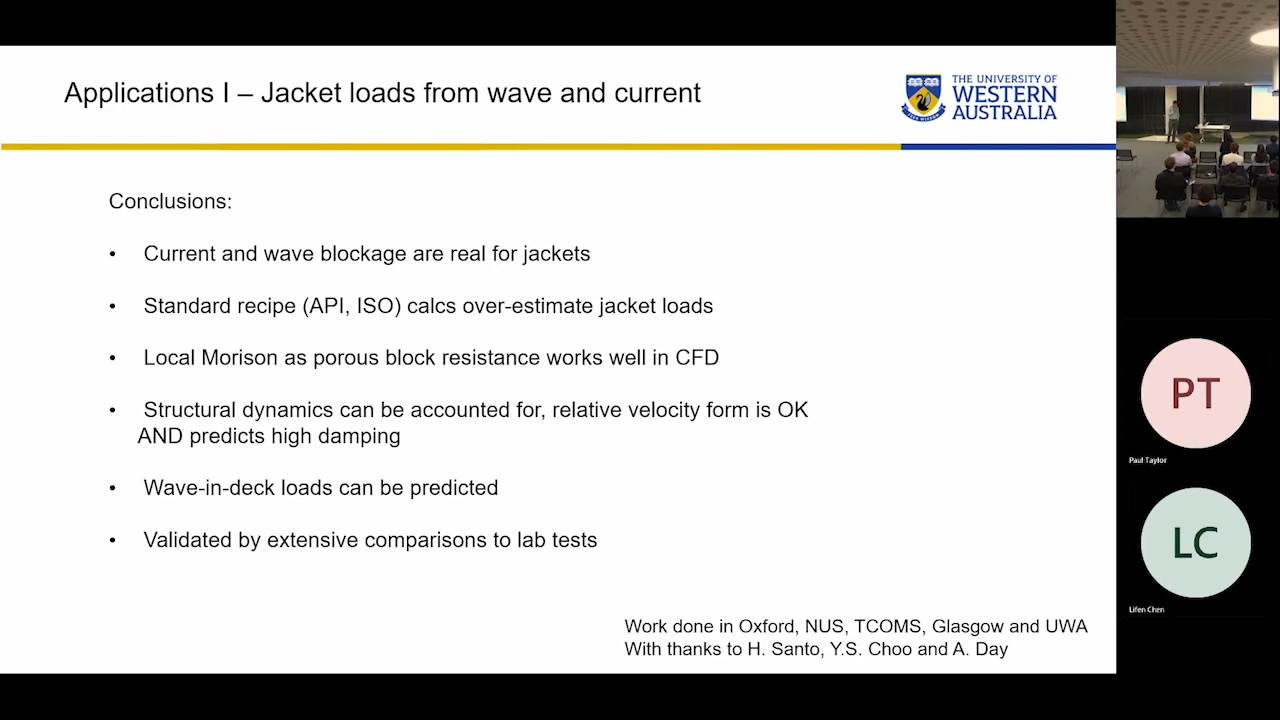 Applications I – Jacket loads from wave and current
THE UNIVERSITY OF
WESTERN
AUSTRALIA
Conclusions:
• Current and wave blockage are real for jackets
• Standard recipe (API, ISO) calcs over-estimate jacket loads
• Local Morison as porous block resistance works well in CFD
• Structural dynamics can be accounted for, relative velocity form is OK
AND predicts high damping
• Wave-in-deck loads can be predicted
• Validated by extensive comparisons to lab tests
Work done in Oxford, NUS, TCOMS, Glasgow and UWA
With thanks to H. Santo, Y.S. Choo and A. Day
PT
Paul Taylor
LC
Lifen Chen